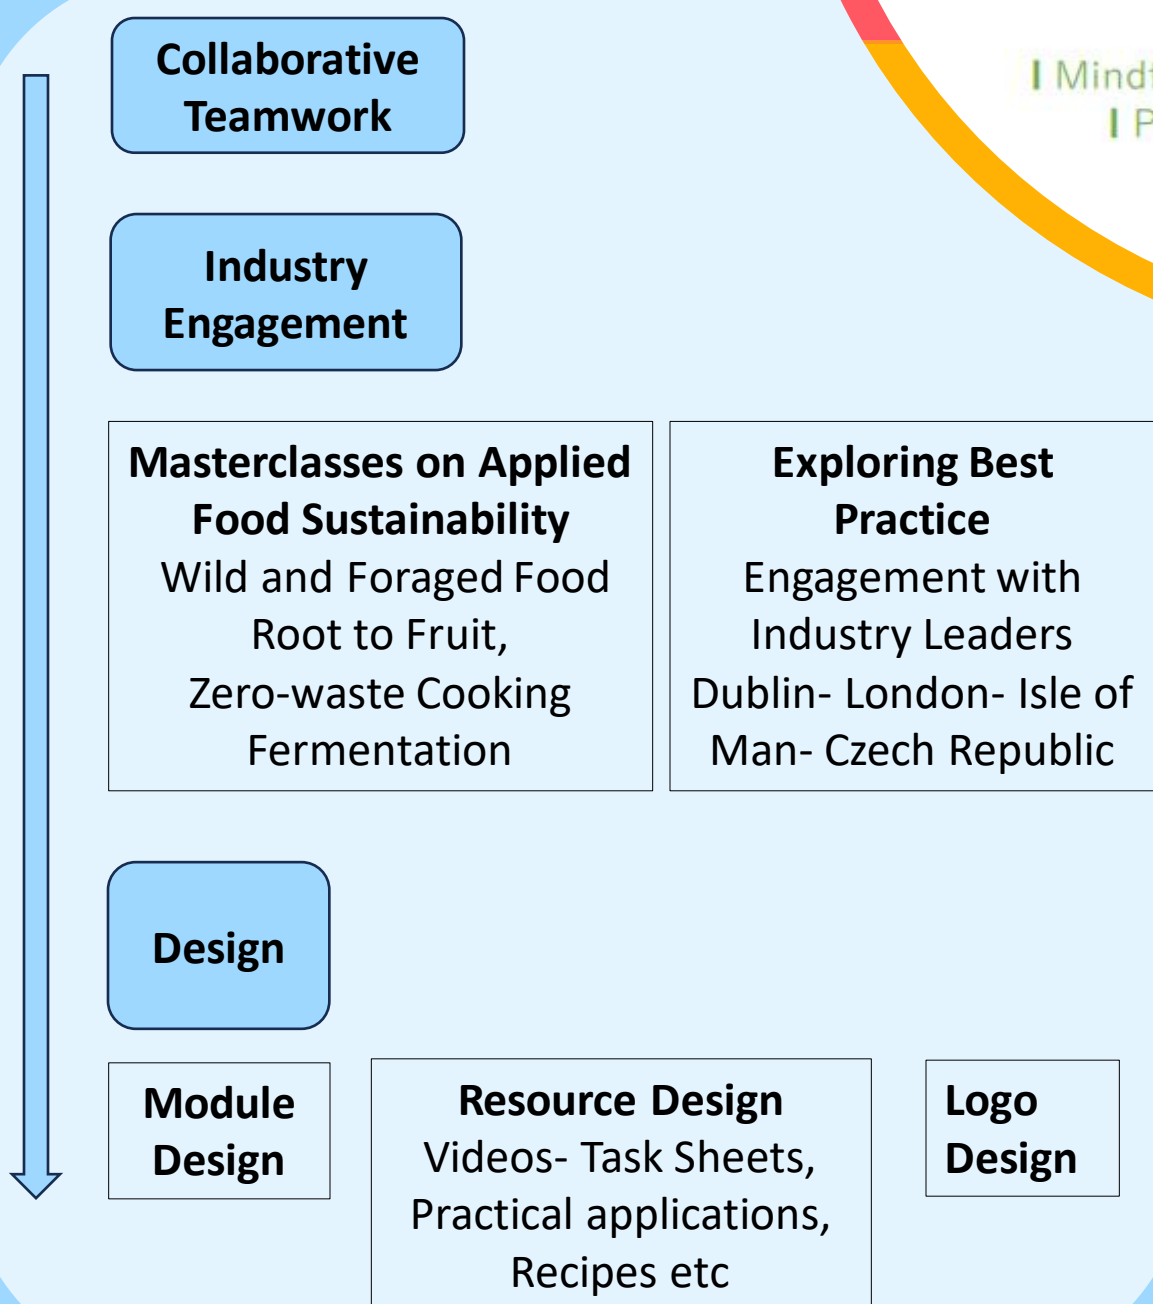 Collaborative
Teamwork
Industry
Engagement
Masterclasses on Applied
Food Sustainability
Wild and Foraged Food
Root to Fruit,
Zero-waste Cooking
Fermentation
Exploring Best
Practice
Engagement with
Industry Leaders
Dublin- London- Isle of
Man- Czech Republic
Design
Module
Design
Resource Design
Videos- Task Sheets,
Practical applications,
Recipes etc
Logo
Design